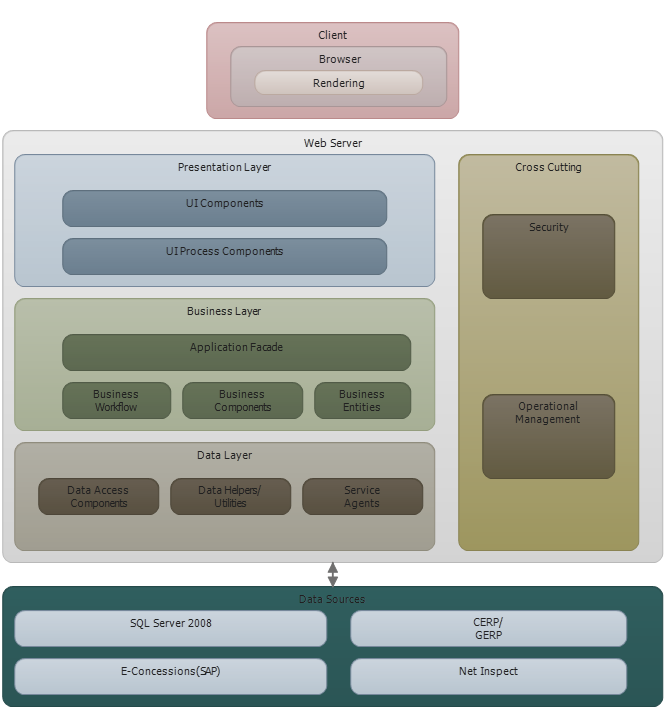 Client
Browser
Rendering
Web Server
Presentation Layer
UI Components
UI Process Components
Business Layer
Application Facade
Business
Workflow
Business
Components
Business
Entities
Data Layer
Data Access
Components
Data Helpers/
Utilities
Service
Agents
Cross Cutting
Security
Operational
Management
Data Sources
SQL Server 2008
CERP/
GERP
E-Concessions(SAP)
Net Inspect